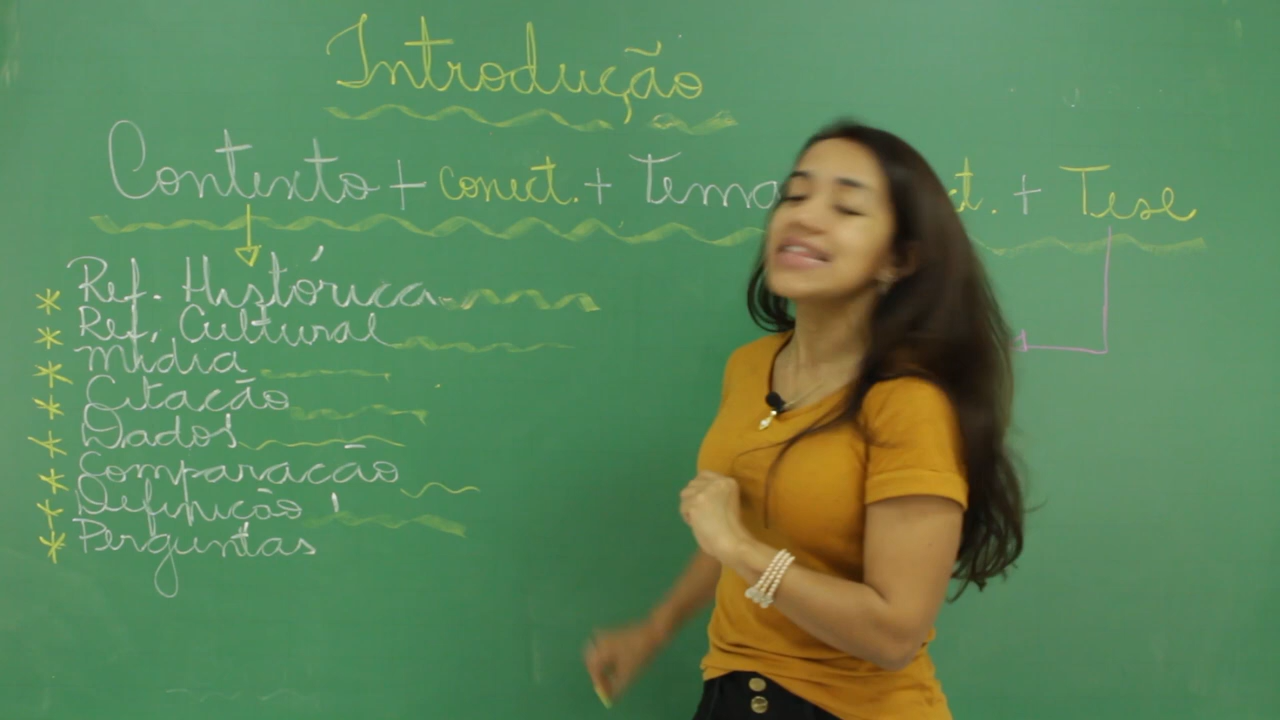 Introdução
Contexto + conect. + Tema t. + Tese
* Ref. Histórica
* Ref. Cultural
* mídia
* Citação
* Dados
* Comparação
* Definição
* Perguntas